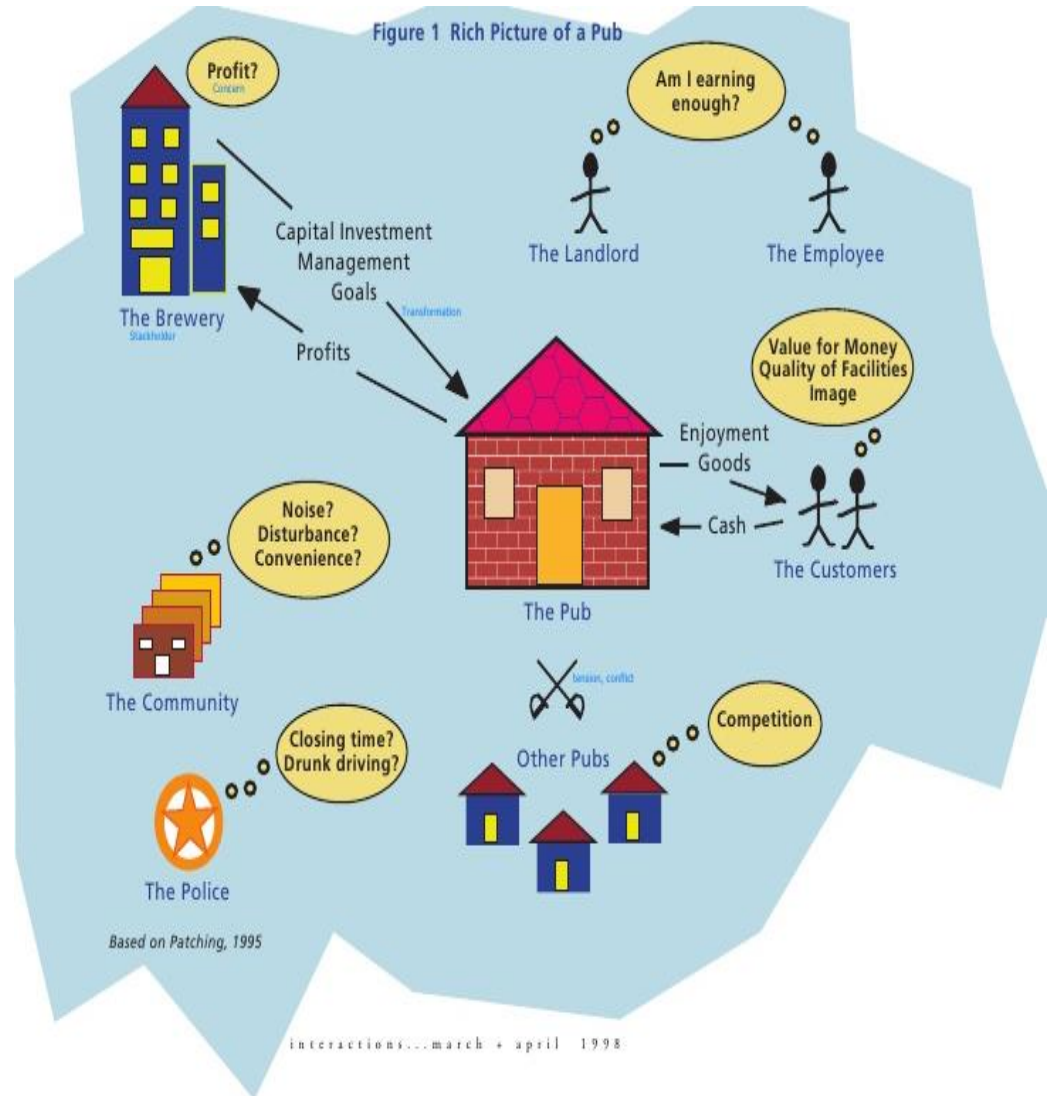 Figure 1 Rich Picture of a Pub
Profit?
Concern
Am I earning
enough?
Capital Investment
Management
Goals
Transformation
The Landlord
The Employee
The Brewery
Stackholder
Profits
Value for Money
Quality of Facilities
Image
Enjoyment
Goods
Cash
The Customers
Noise?
Disturbance?
Convenience?
The Pub
The Community
tension, conflict
Closing time?
Drunk driving?
Competition
Other Pubs
The Police
Based on Patching, 1995
interactions...march + april 1998